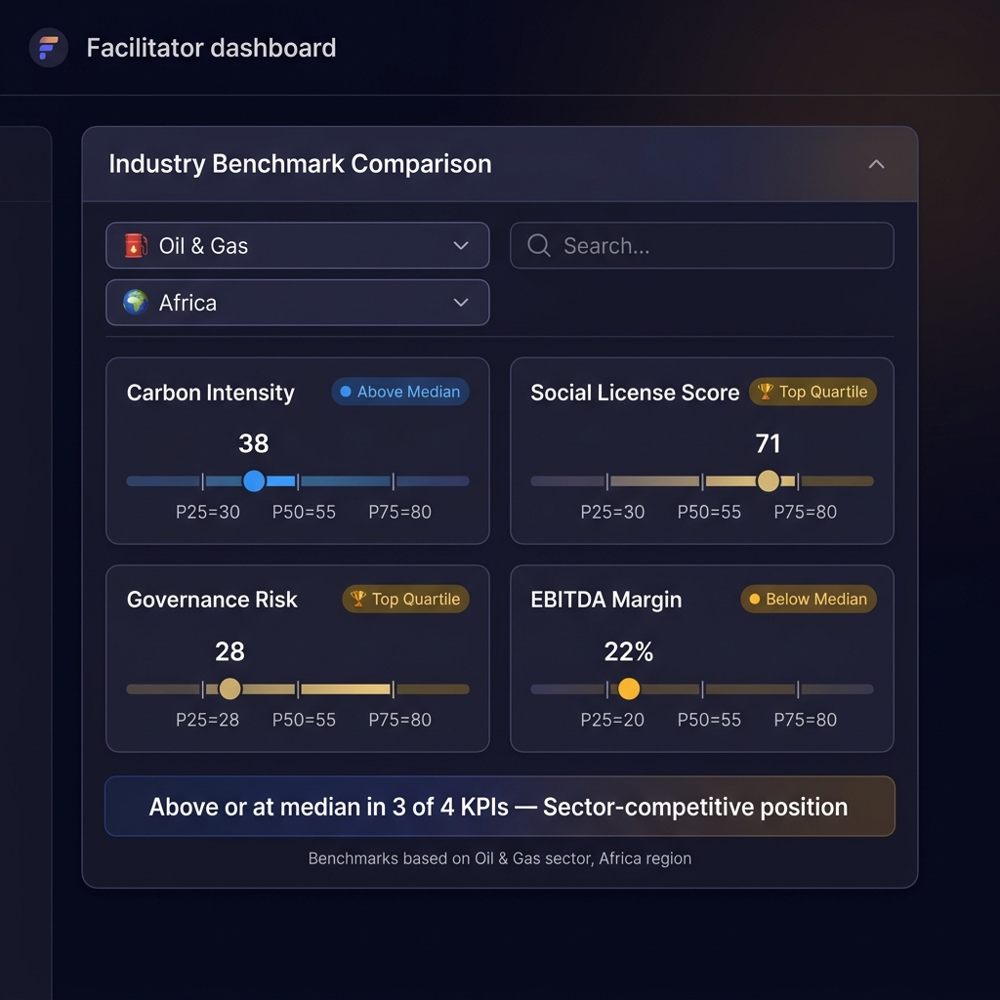 Facilitator dashboard
Industry Benchmark Comparison
Oil & Gas
Search...
Africa
Carbon Intensity
Above Median
38
P25=30 P50=55 P75=80
Social License Score
Top Quartile
71
P25=30 P50=55 P75=80
Governance Risk
Top Quartile
28
P25=28 P50=55 P75=80
EBITDA Margin
Below Median
22%
P25=20 P50=55 P75=80
Above or at median in 3 of 4 KPIs — Sector-competitive position
Benchmarks based on Oil & Gas sector, Africa region